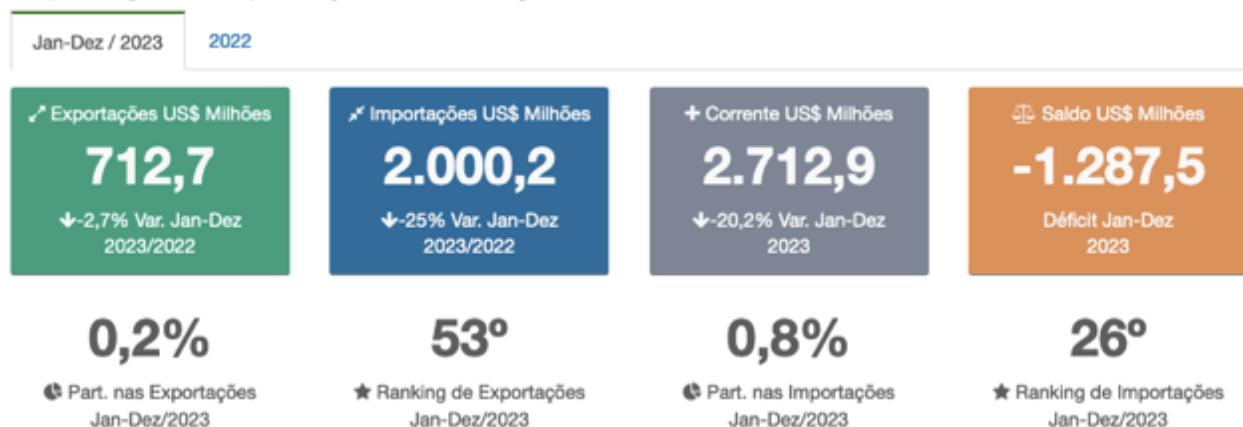 Jan-Dez / 2023
2022
Exportações US$ Milhões
712,7
-2,7% Var. Jan-Dez
2023/2022
Importações US$ Milhões
2.000,2
-25% Var. Jan-Dez
2023/2022
Corrente US$ Milhões
2.712,9
-20,2% Var. Jan-Dez
2023
Saldo US$ Milhões
-1.287,5
Déficit Jan-Dez
2023
0,2%
Part. nas Exportações
Jan-Dez/2023
53º
Ranking de Exportações
Jan-Dez/2023
0,8%
Part. nas Importações
Jan-Dez/2023
26º
Ranking de Importações
Jan-Dez/2023